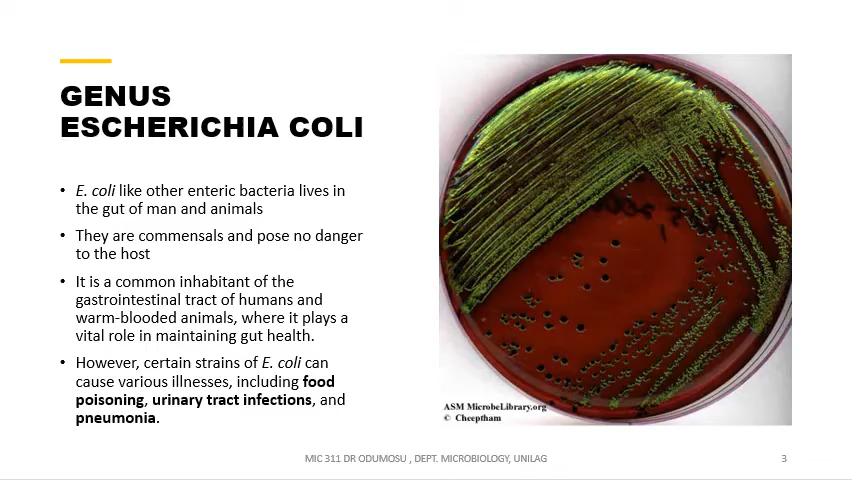 GENUS
ESCHERICHIA COLI
• E. coli like other enteric bacteria lives in
the gut of man and animals
• They are commensals and pose no danger
to the host
• It is a common inhabitant of the
gastrointestinal tract of humans and
warm-blooded animals, where it plays a
vital role in maintaining gut health.
• However, certain strains of E. coli can
cause various illnesses, including food
poisoning, urinary tract infections, and
pneumonia.
ASM MicrobeLibrary.org
© Cheeptham
MIC 311 DR ODUMOSU , DEPT. MICROBIOLOGY, UNILAG
3